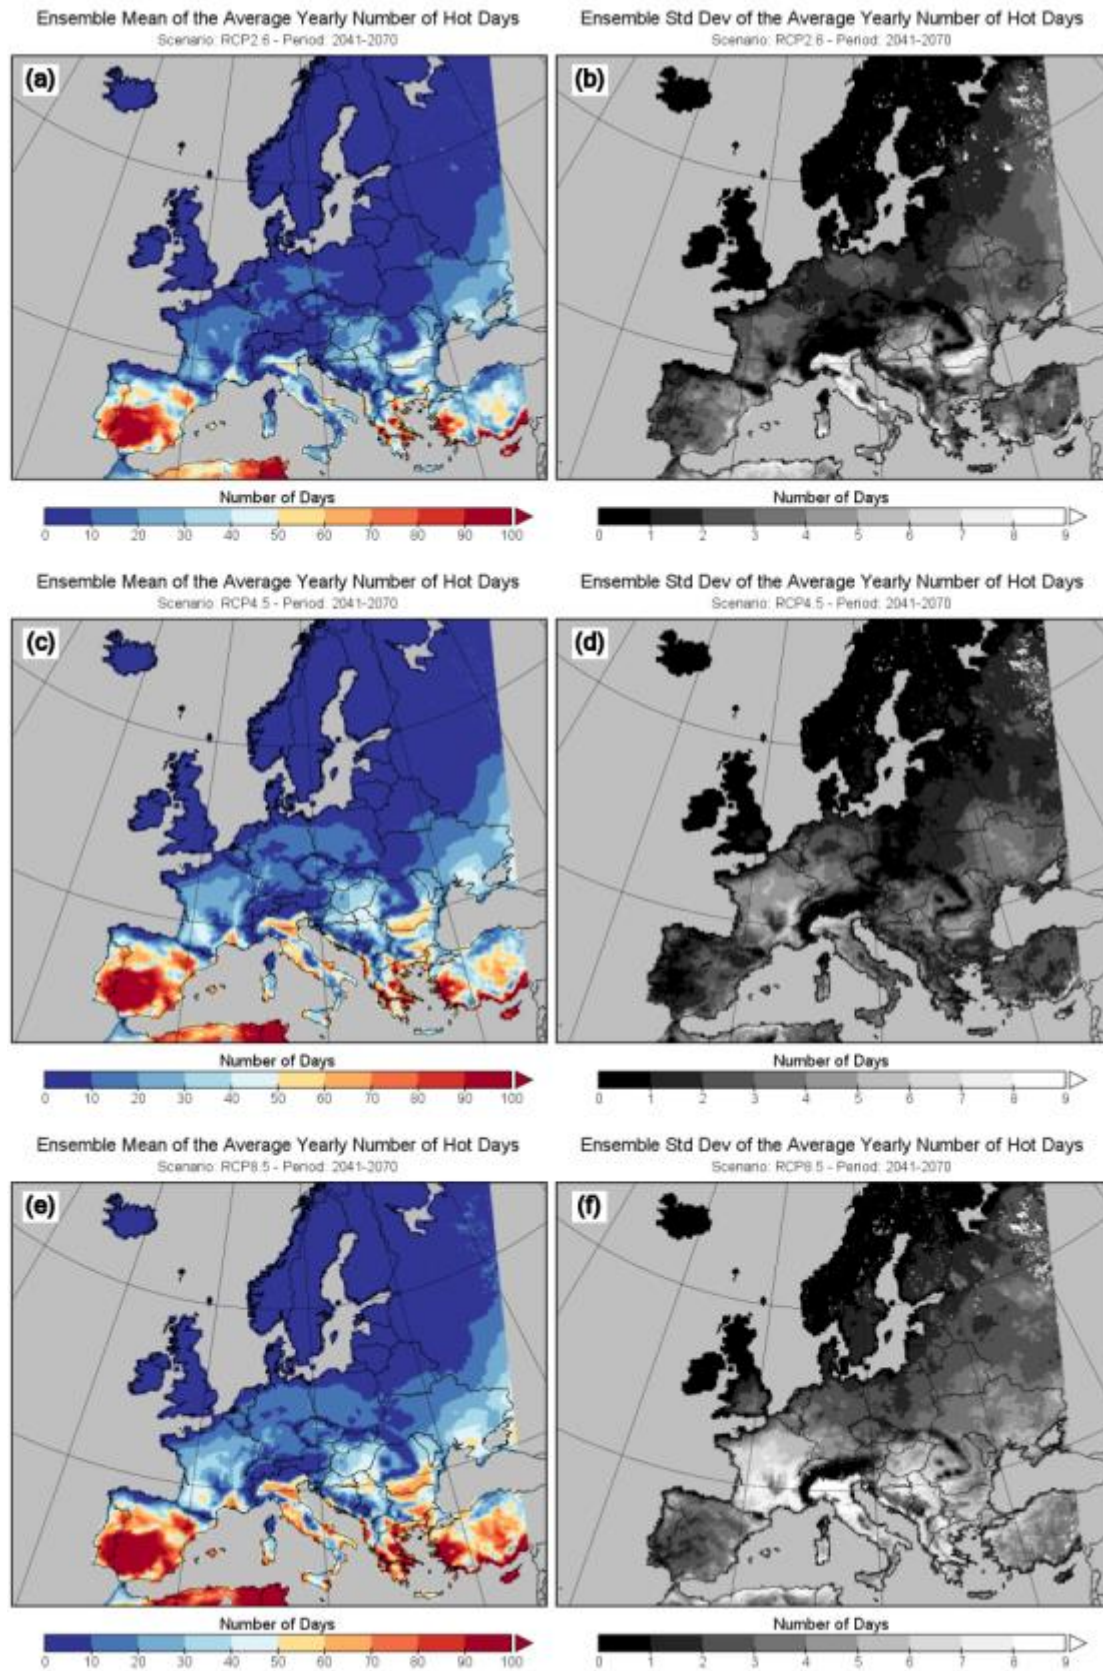 Ensemble Mean of the Average Yearly Number of Hot Days
Scenario: RCP2.6 - Period: 2041-2070
(a)
Number of Days
0 10 20 30 40 50 60 70 80 90 100
Ensemble Std Dev of the Average Yearly Number of Hot Days
Scenario: RCP2.6 - Period: 2041-2070
(b)
Number of Days
0 1 2 3 4 5 6 7 8 9
Ensemble Mean of the Average Yearly Number of Hot Days
Scenario: RCP4.5 - Period: 2041-2070
(c)
Number of Days
0 10 20 30 40 50 60 70 80 90 100
Ensemble Std Dev of the Average Yearly Number of Hot Days
Scenario: RCP4.5 - Period: 2041-2070
(d)
Number of Days
0 1 2 3 4 5 6 7 8 9
Ensemble Mean of the Average Yearly Number of Hot Days
Scenario: RCP8.5 - Period: 2041-2070
(e)
Number of Days
0 10 20 30 40 50 60 70 80 90 100
Ensemble Std Dev of the Average Yearly Number of Hot Days
Scenario: RCP8.5 - Period: 2041-2070
(f)
Number of Days
0 1 2 3 4 5 6 7 8 9